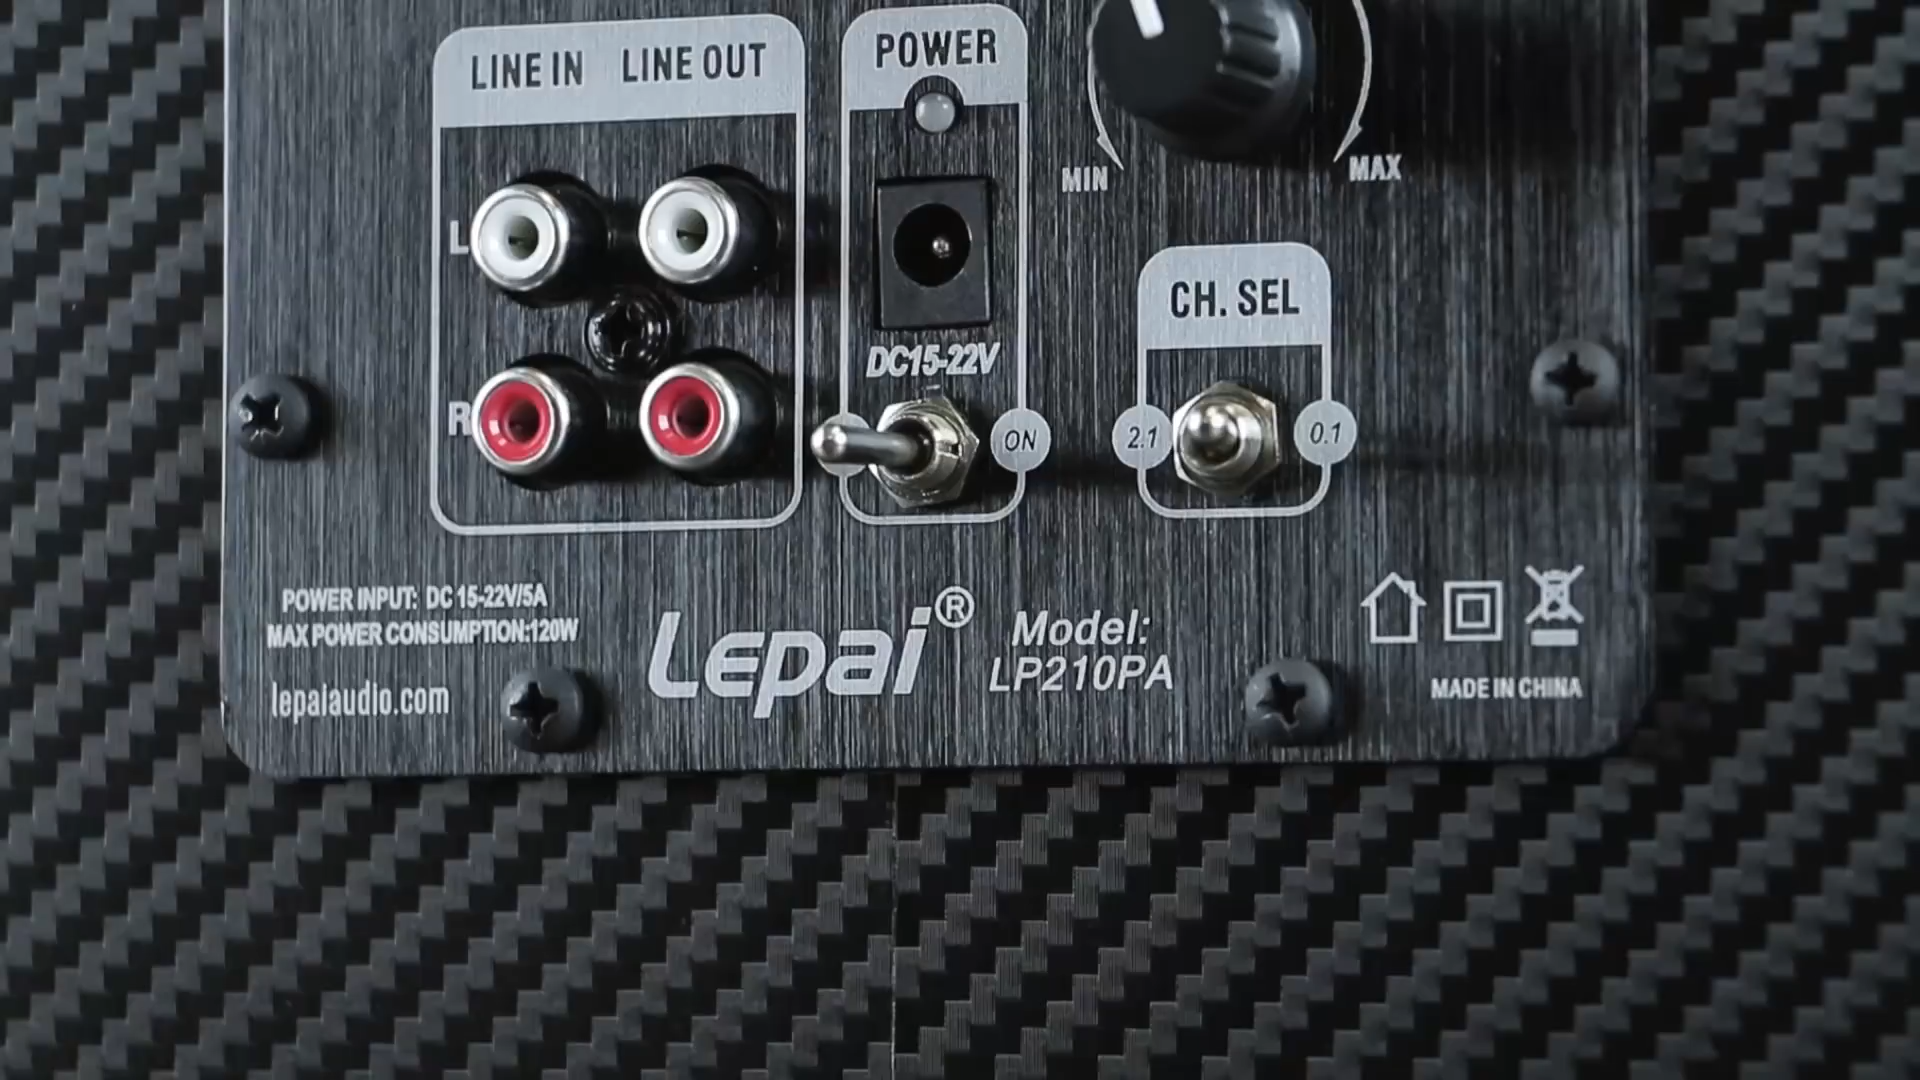 LINE IN LINE OUT
POWER
MIN
MAX
L
R
DC15-22V
ON
CH. SEL
2.1
0.1
POWER INPUT: DC 15-22V/5A
MAX POWER CONSUMPTION:120W
lepaiaudio.com
Lepai®
Model:
LP210PA
MADE IN CHINA